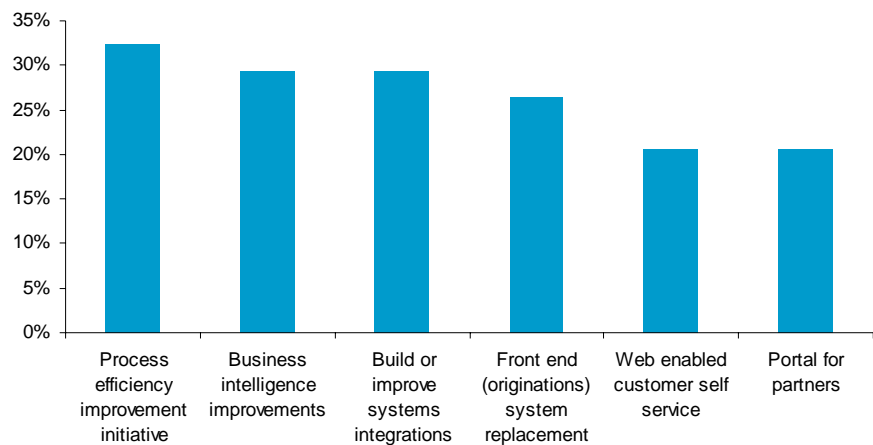 35%
30%
25%
20%
15%
10%
5%
0%
Process
efficiency
improvement
initiative
Business
intelligence
improvements
Build or
improve
systems
integrations
Front end
(originations)
system
replacement
Web enabled
customer self
service
Portal for
partners